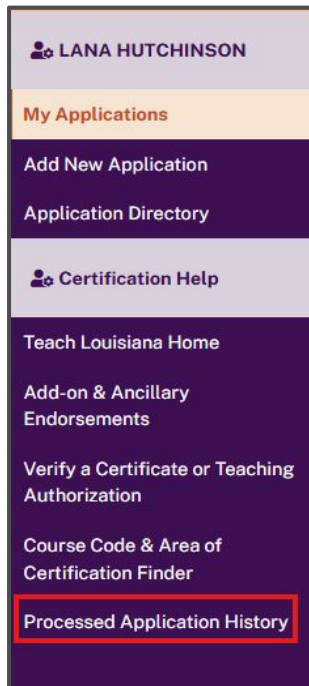 LANA HUTCHINSON
My Applications
Add New Application
Application Directory
Certification Help
Teach Louisiana Home
Add-on & Ancillary
Endorsements
Verify a Certificate or Teaching
Authorization
Course Code & Area of
Certification Finder
Processed Application History